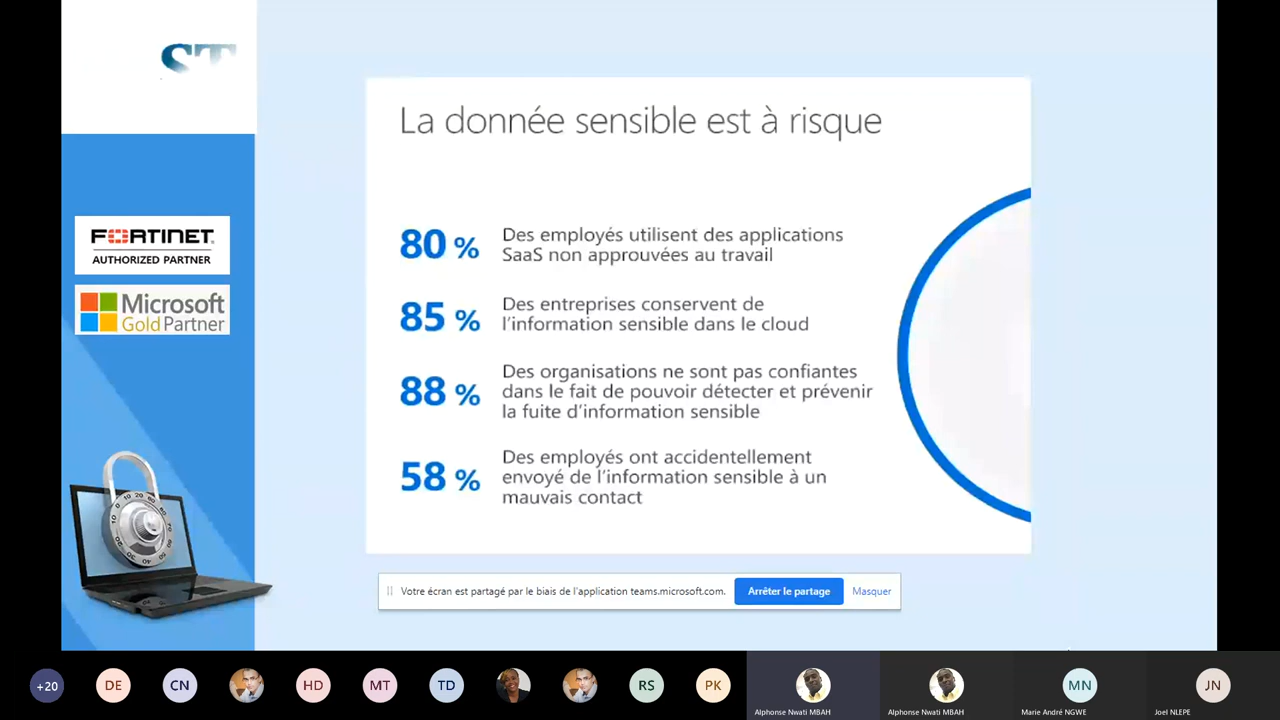 ST
La donnée sensible est à risque
FORTINET
AUTHORIZED PARTNER
Microsoft
Gold Partner
80 %
Des employés utilisent des applications
SaaS non approuvées au travail
85 %
Des entreprises conservent de
l'information sensible dans le cloud
88 %
Des organisations ne sont pas confiantes
dans le fait de pouvoir détecter et prévenir
la fuite d'information sensible
58 %
Des employés ont accidentellement
envoyé de l'information sensible à un
mauvais contact
Votre écran est partagé par le biais de l'application teams.microsoft.com.
Arrêter le partage
Masquer
+20
DE
CN
HD
MT
TD
RS
PK
MN
JN
Alphonse Nwati MBAH
Alphonse Nwati MBAH
Marie André NGWE
Joel NLEPE